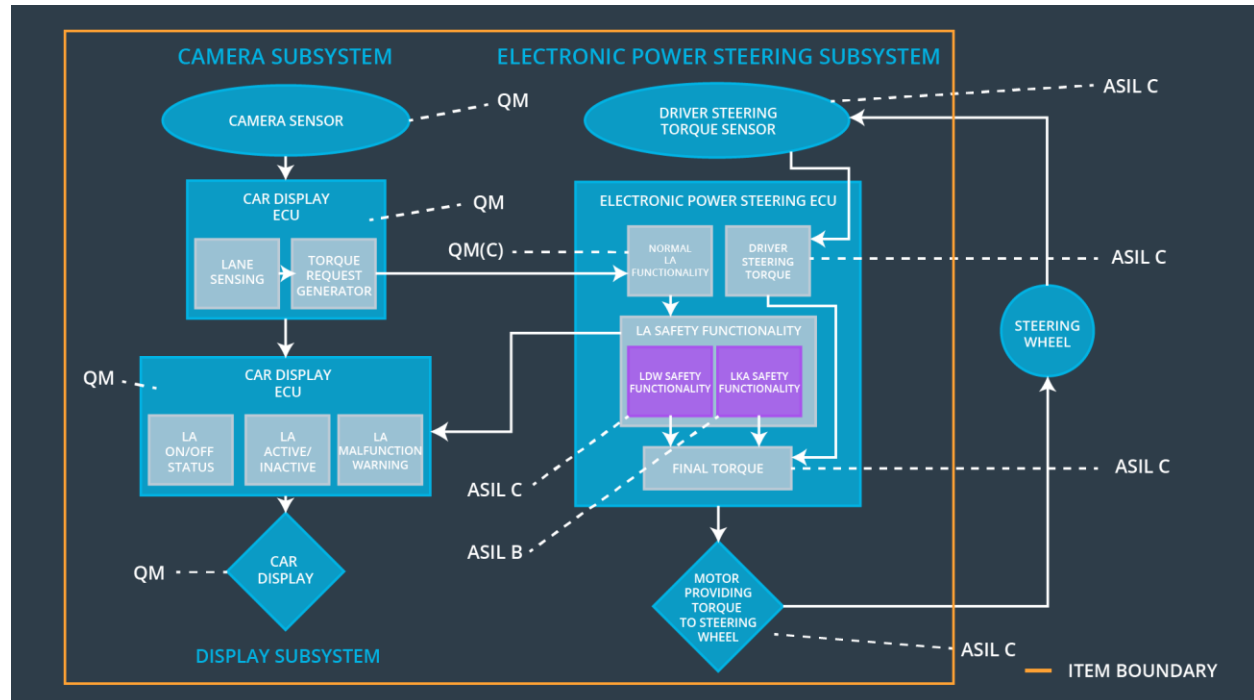 CAMERA SUBSYSTEM
ELECTRONIC POWER STEERING SUBSYSTEM
CAMERA SENSOR
QM
DRIVER STEERING
TORQUE SENSOR
ASIL C
CAR DISPLAY
ECU
QM
LANE
SENSING
TORQUE
REQUEST
GENERATOR
ELECTRONIC POWER STEERING ECU
QM(C)
NORMAL
LA
FUNCTIONALITY
DRIVER
STEERING
TORQUE
ASIL C
STEERING
WHEEL
CAR DISPLAY
ECU
QM
LA
ON/OFF
STATUS
LA
ACTIVE/
INACTIVE
LA
MALFUNCTION
WARNING
LA SAFETY FUNCTIONALITY
LDW SAFETY
FUNCTIONALITY
LKA SAFETY
FUNCTIONALITY
FINAL TORQUE
ASIL C
ASIL C
ASIL B
CAR
DISPLAY
QM
MOTOR
PROVIDING
TORQUE
TO STEERING
WHEEL
ASIL C
DISPLAY SUBSYSTEM
ITEM BOUNDARY